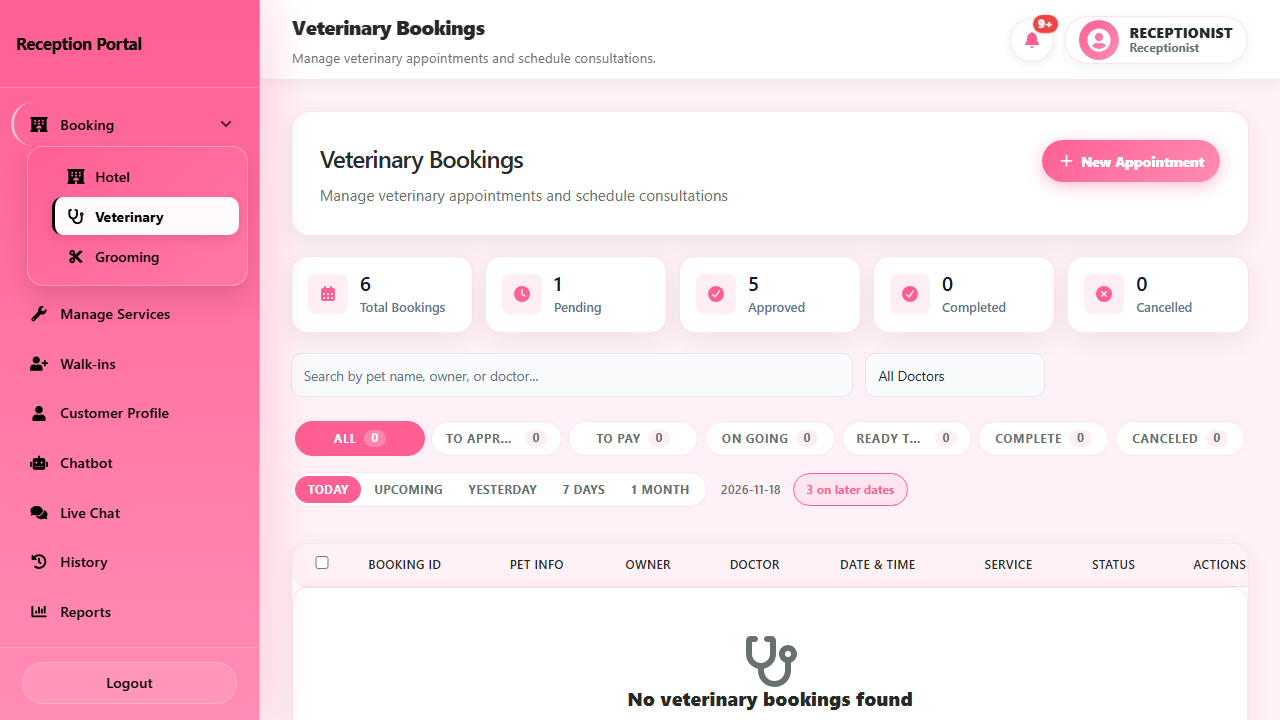 Reception Portal
Booking
Hotel
Veterinary
Grooming
Manage Services
Walk-ins
Customer Profile
Chatbot
Live Chat
History
Reports
Logout
Veterinary Bookings
Manage veterinary appointments and schedule consultations.
9+
RECEPTIONIST
Receptionist
Veterinary Bookings
Manage veterinary appointments and schedule consultations
New Appointment
6
Total Bookings
1
Pending
5
Approved
0
Completed
0
Cancelled
Search by pet name, owner, or doctor...
All Doctors
ALL 0
TO APPR... 0
TO PAY 0
ON GOING 0
READY T... 0
COMPLETE 0
CANCELED 0
TODAY UPCOMING YESTERDAY 7 DAYS 1 MONTH 2026-11-18 3 on later dates
BOOKING ID PET INFO OWNER DOCTOR DATE & TIME SERVICE STATUS ACTIONS
No veterinary bookings found